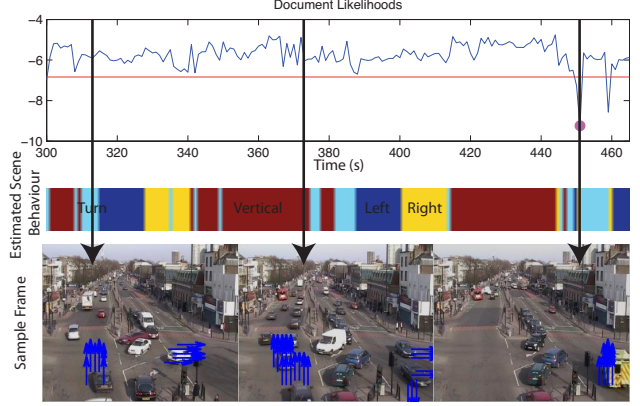 Document Likelihoods
−4
−6
−8
−10
300
320
340
360
380
400
420
440
460
Time (s)
Estimated Scene
Behaviour
Turn
Vertical
Left
Right
Sample Frame